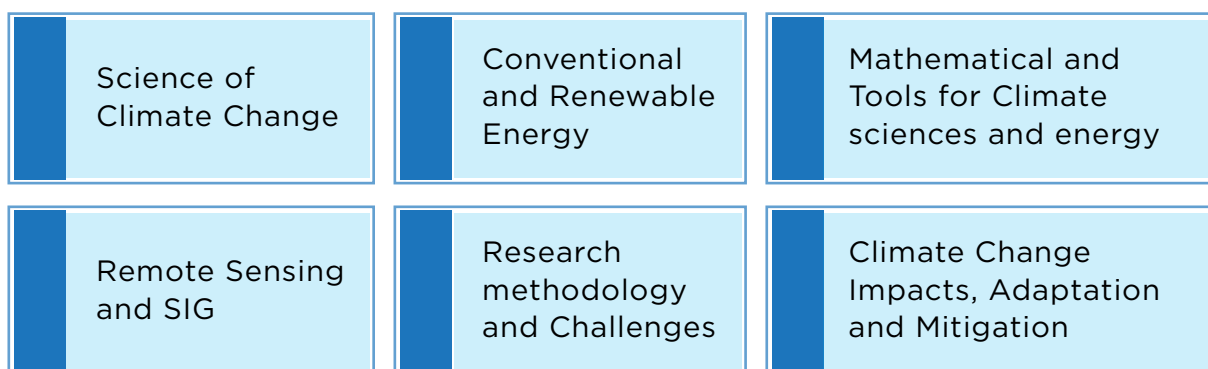 Science of
Climate Change
Conventional
and Renewable
Energy
Mathematical and
Tools for Climate
sciences and energy
Remote Sensing
and SIG
Research
methodology
and Challenges
Climate Change
Impacts, Adaptation
and Mitigation